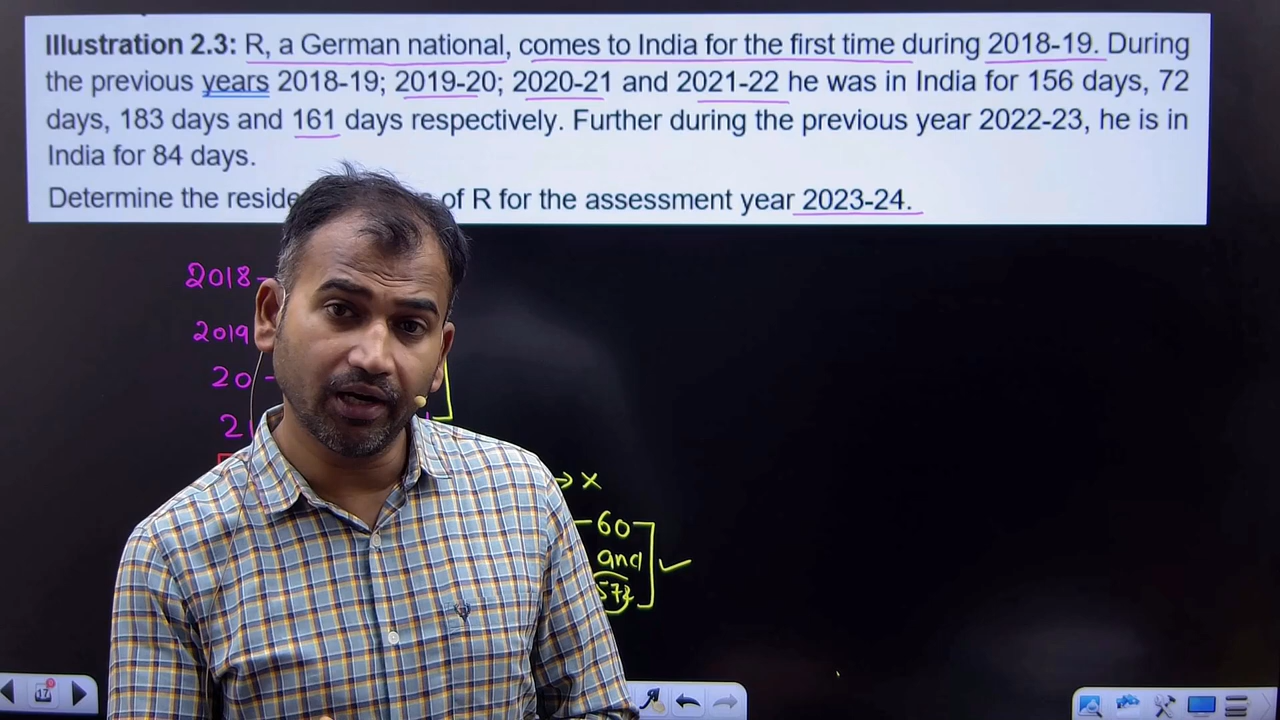 Illustration 2.3: R, a German national, comes to India for the first time during 2018-19. During
the previous years 2018-19; 2019-20; 2020-21 and 2021-22 he was in India for 156 days, 72
days, 183 days and 161 days respectively. Further during the previous year 2022-23, he is in
India for 84 days.
Determine the of R for the assessment year 2023-24.
2018-
2019
20-
21
→ x
60
and
572
17